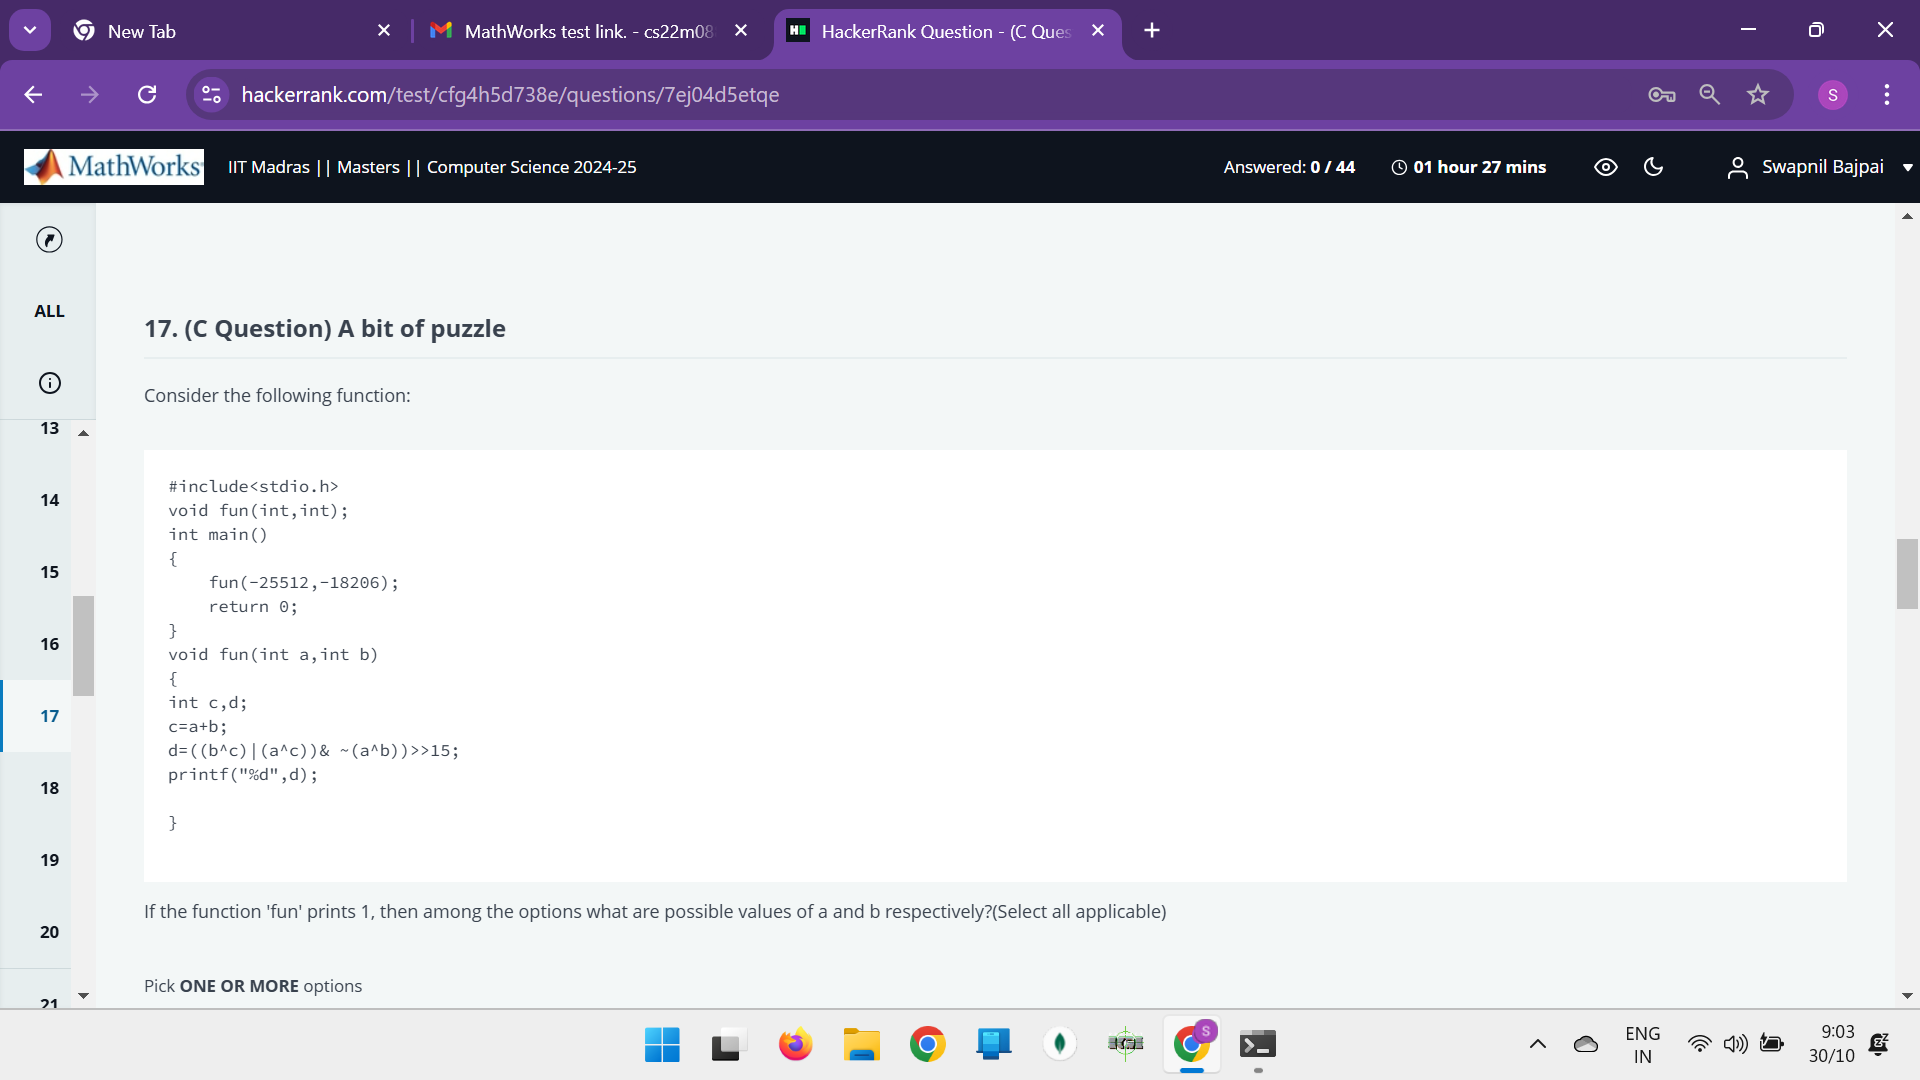 New Tab
MathWorks test link. - cs22m08
HackerRank Question - (C Ques
hackerrank.com/test/cfg4h5d738e/questions/7ej04d5etqe
S
MathWorks
IIT Madras || Masters || Computer Science 2024-25
Answered: 0 / 44
01 hour 27 mins
Swapnil Bajpai
ALL
13
14
15
16
17
18
19
20
21
17. (C Question) A bit of puzzle
Consider the following function:
#include<stdio.h>
void fun(int,int);
int main()
{
    fun(-25512,-18206);
    return 0;
}
void fun(int a,int b)
{
int c,d;
c=a+b;
d=((b^c)|(a^c))& ~(a^b))>>15;
printf("%d",d);
}
If the function 'fun' prints 1, then among the options what are possible values of a and b respectively?(Select all applicable)
Pick ONE OR MORE options
S
ENG
IN
9:03
30/10